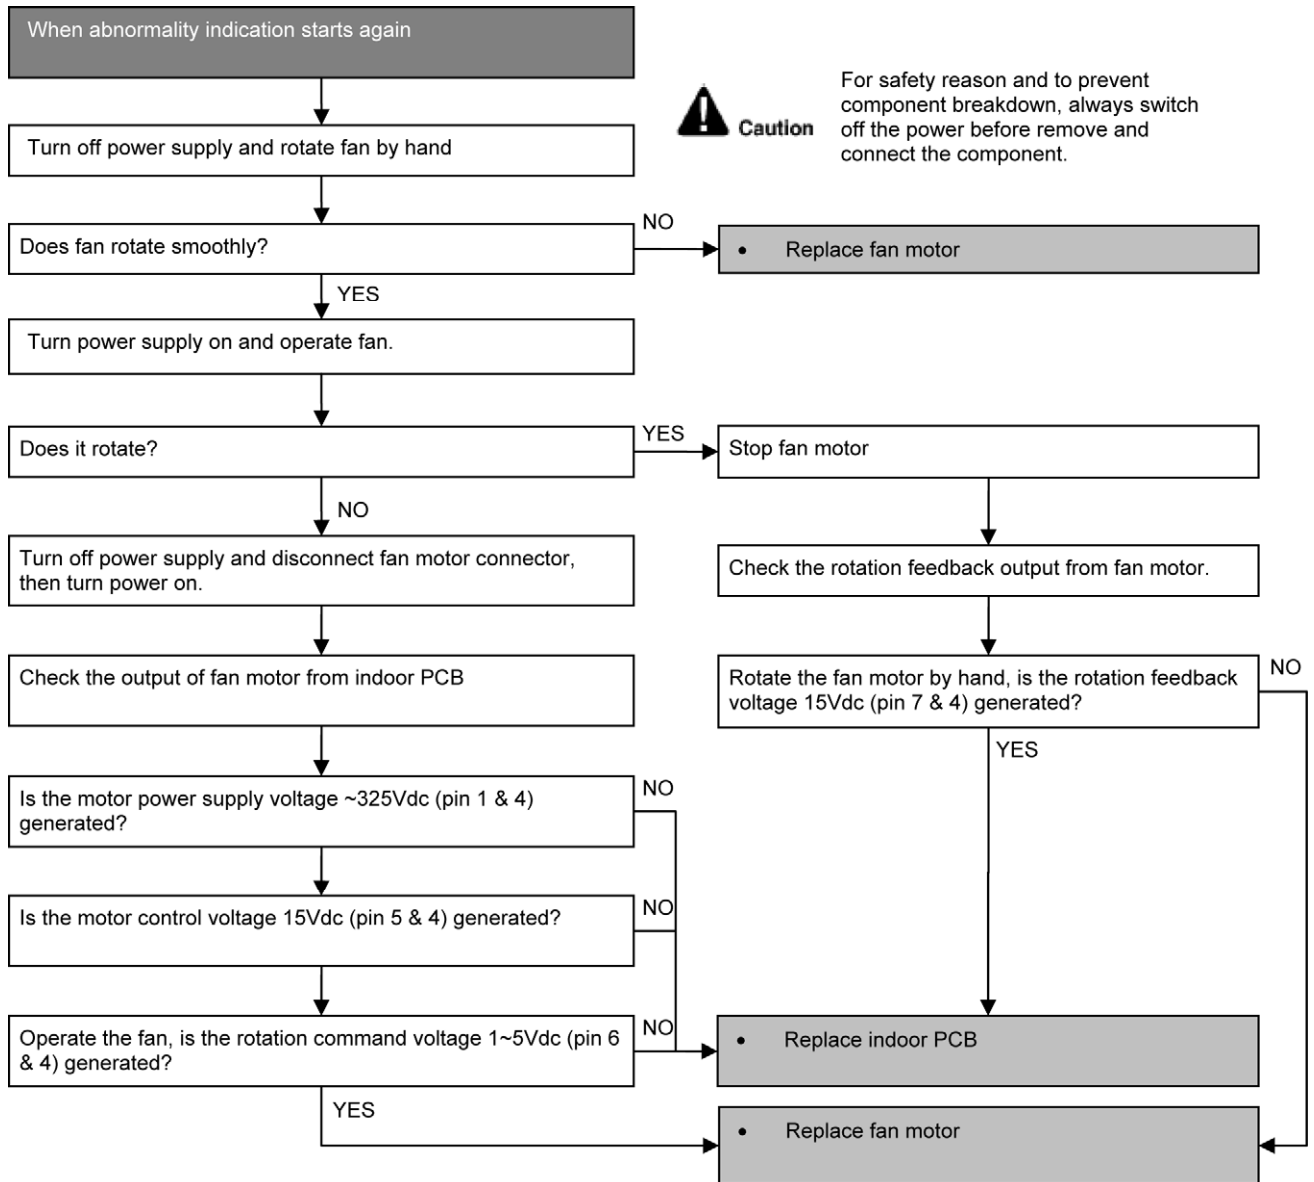 When abnormality indication starts again
Caution
For safety reason and to prevent
component breakdown, always switch
off the power before remove and
connect the component.
Turn off power supply and rotate fan by hand
Does fan rotate smoothly?
NO
• Replace fan motor
YES
Turn power supply on and operate fan.
Does it rotate?
YES
Stop fan motor
NO
Turn off power supply and disconnect fan motor connector,
then turn power on.
Check the rotation feedback output from fan motor.
Check the output of fan motor from indoor PCB
Rotate the fan motor by hand, is the rotation feedback
voltage 15Vdc (pin 7 & 4) generated?
NO
YES
Is the motor power supply voltage ~325Vdc (pin 1 & 4)
generated?
NO
Is the motor control voltage 15Vdc (pin 5 & 4) generated?
NO
Operate the fan, is the rotation command voltage 1~5Vdc (pin 6
& 4) generated?
NO
• Replace indoor PCB
YES
• Replace fan motor